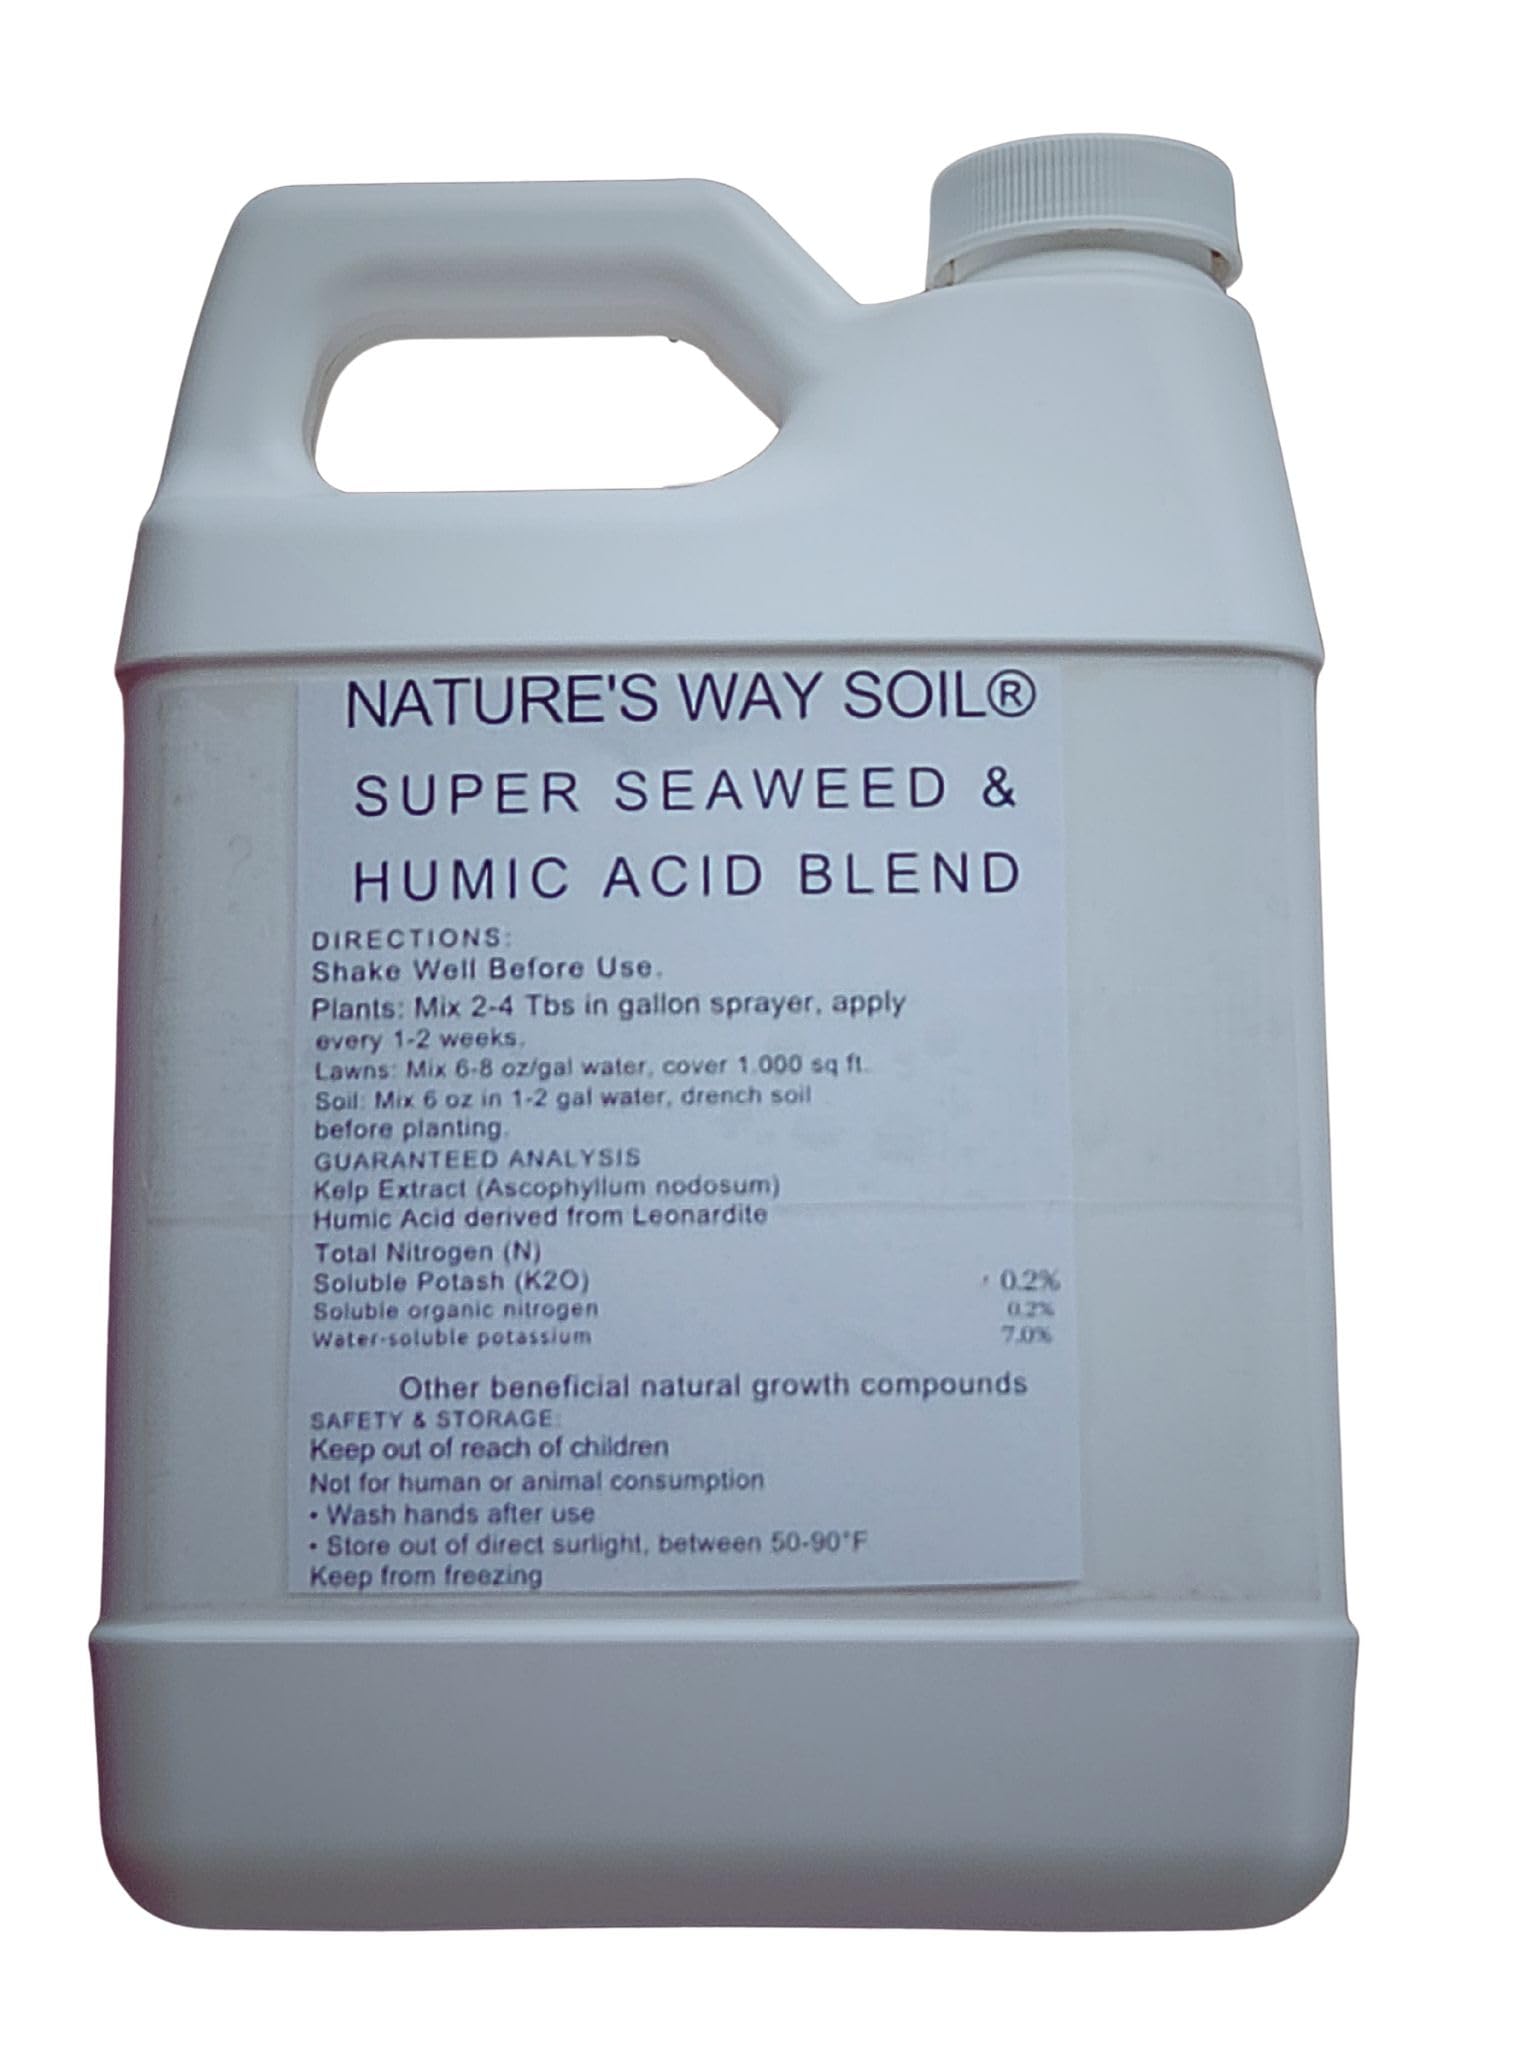 NATURE'S WAY SOIL®
SUPER SEAWEED &
HUMIC ACID BLEND
DIRECTIONS:
Shake Well Before Use.
Plants: Mix 2-4 Tbs in gallon sprayer, apply
every 1-2 weeks.
Lawns: Mix 6-8 oz/gal water, cover 1.000 sq ft.
Soil: Mix 6 oz in 1-2 gal water, drench soil
before planting.
GUARANTEED ANALYSIS
Kelp Extract (Ascophyllum nodosum)
Humic Acid derived from Leonardite
Total Nitrogen (N)
Soluble Potash (K2O) 0.2%
Soluble organic nitrogen 0.2%
Water-soluble potassium 7.0%
Other beneficial natural growth compounds
SAFETY & STORAGE:
Keep out of reach of children
Not for human or animal consumption
• Wash hands after use
• Store out of direct surlight, between 50-90°F
Keep from freezing